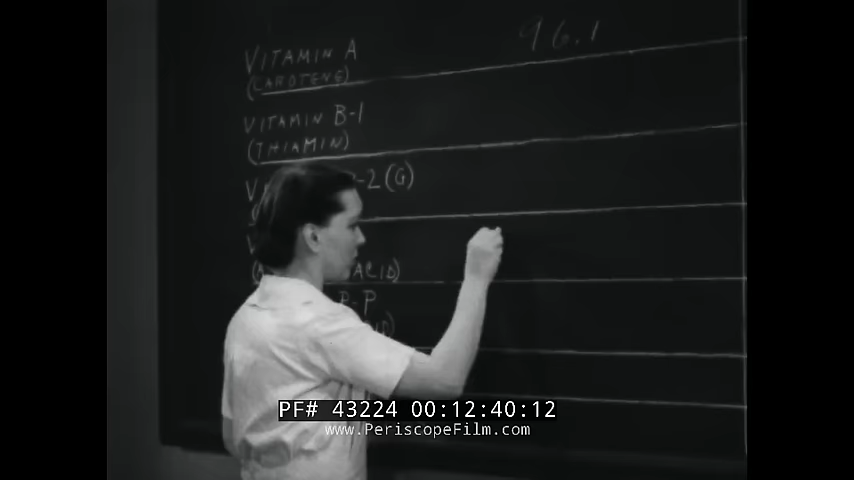 96.1
VITAMIN A
(CAROTENE)
VITAMIN B-1
(THIAMIN)
-2 (G)
ACID)
P-P
PF# 43224 00:12:40:12
www.PeriscopeFilm.com